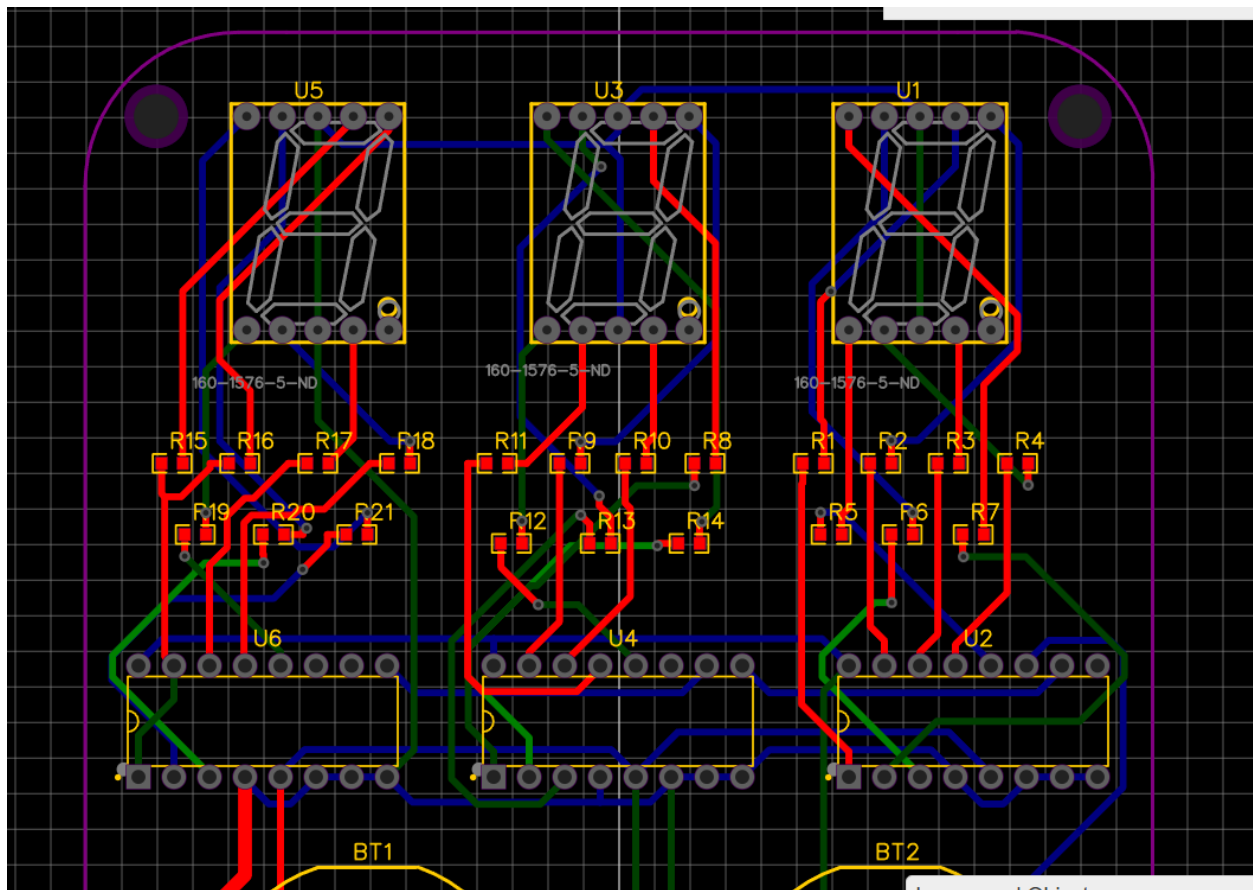 U5
U3
U1
160-1576-5-ND
160-1576-5-ND
160-1576-5-ND
R15
R16
R17
R18
R11
R9
R10
R8
R1
R2
R3
R4
R19
R20
R21
R12
R13
R14
R5
R6
R7
U6
U4
U2
BT1
BT2